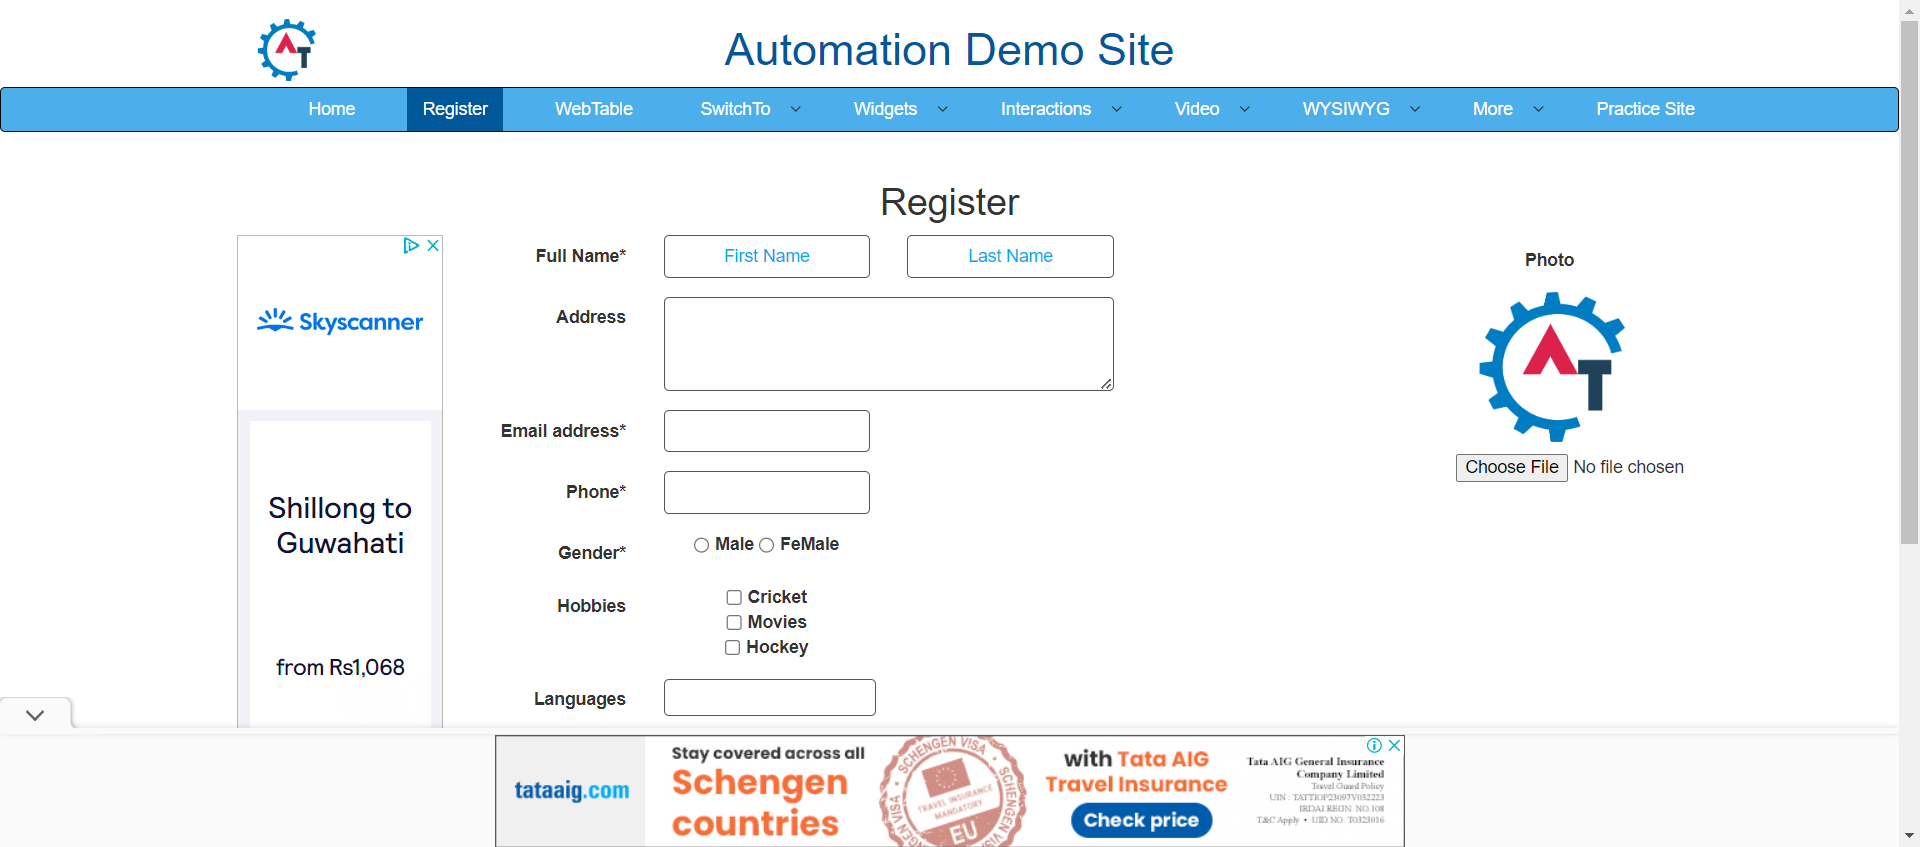 AT
Automation Demo Site
Home Register WebTable SwitchTo Widgets Interactions Video WYSIWYG More Practice Site
Register
Skyscanner
Shillong to
Guwahati
from Rs1,068
Full Name* First Name Last Name
Address
Email address*
Phone*
Gender* Male FeMale
Hobbies Cricket
Movies
Hockey
Languages
Photo
AT
Choose File No file chosen
tataaig.com
Stay covered across all
Schengen
countries
SCHENGEN VISA
TRAVEL INSURANCE
MANDATORY
EU
with Tata AIG
Travel Insurance
Check price
Tata AIG General Insurance
Company Limited
Travel Guard Policy
UIN : TATTIOP23097V032223
IRDAI REGN. NO.108
T&C Apply • UID NO. T0323016